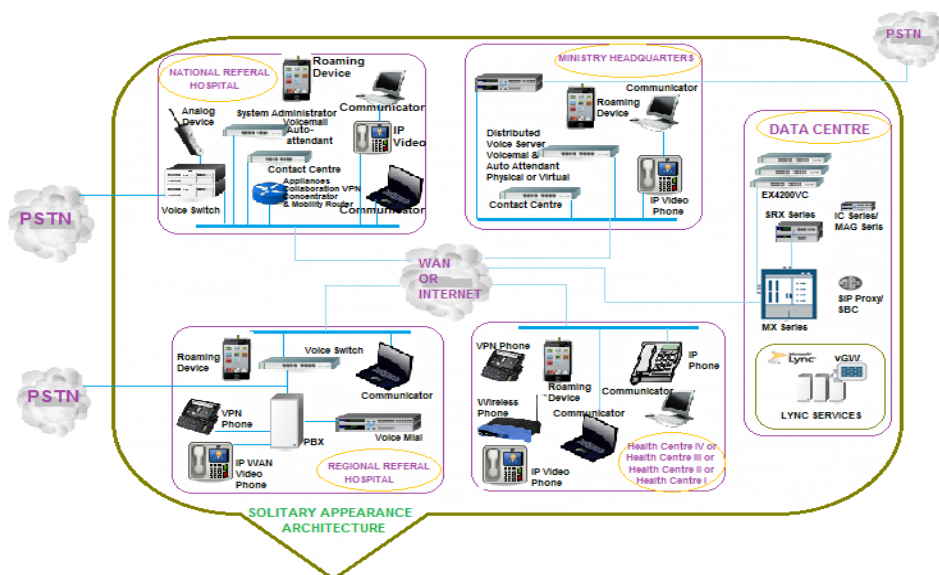 PSTN
NATIONAL REFERAL
HOSPITAL
Roaming
Device
Communicator
Analog
Device
System Administrator
Voicemail
Auto-
attendant
IP
Video
Contact Centre
Appliances
Collaboration VPN
Concentrator
& Mobility Router
Communicator
Voice Switch
PSTN
MINISTRY HEADQUARTERS
Communicator
Roaming
Device
Distributed
Voice Server
Voicemal &
Auto Attendant
Physical or Virtual
Contact Centre
IP Video
Phone
DATA CENTRE
EX4200VC
SRX Series
IC Series/
MAG Seris
MX Series
SIP Proxy/
SBC
Microsoft
Lync
vGW
LYNC SERVICES
WAN
OR
INTERNET
Roaming
Device
Voice Switch
Communicator
PSTN
VPN
Phone
PBX
Voice Mial
IP WAN
Video
Phone
REGIONAL REFERAL
HOSPITAL
VPN Phone
Roaming
Device
IP
Phone
Communicator
Wireless
Phone
Communicator
IP Video
Phone
Health Centre IV or
Health Centre III or
Health Centre II or
Health Centre I
SOLITARY APPEARANCE
ARCHITECTURE